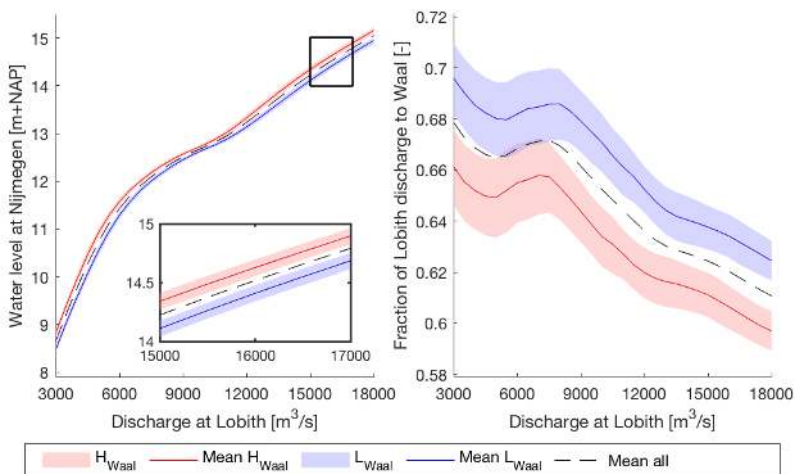 Water level at Nijmegen [m+NAP]
15
14
13
12
11
10
9
8
3000 6000 9000 12000 15000 18000
Discharge at Lobith [m³/s]
15
14.5
14
15000 16000 17000
Fraction of Lobith discharge to Waal [-]
0.72
0.7
0.68
0.66
0.64
0.62
0.6
0.58
3000 6000 9000 12000 15000 18000
Discharge at Lobith [m³/s]
H_Waal Mean H_Waal L_Waal Mean L_Waal Mean all